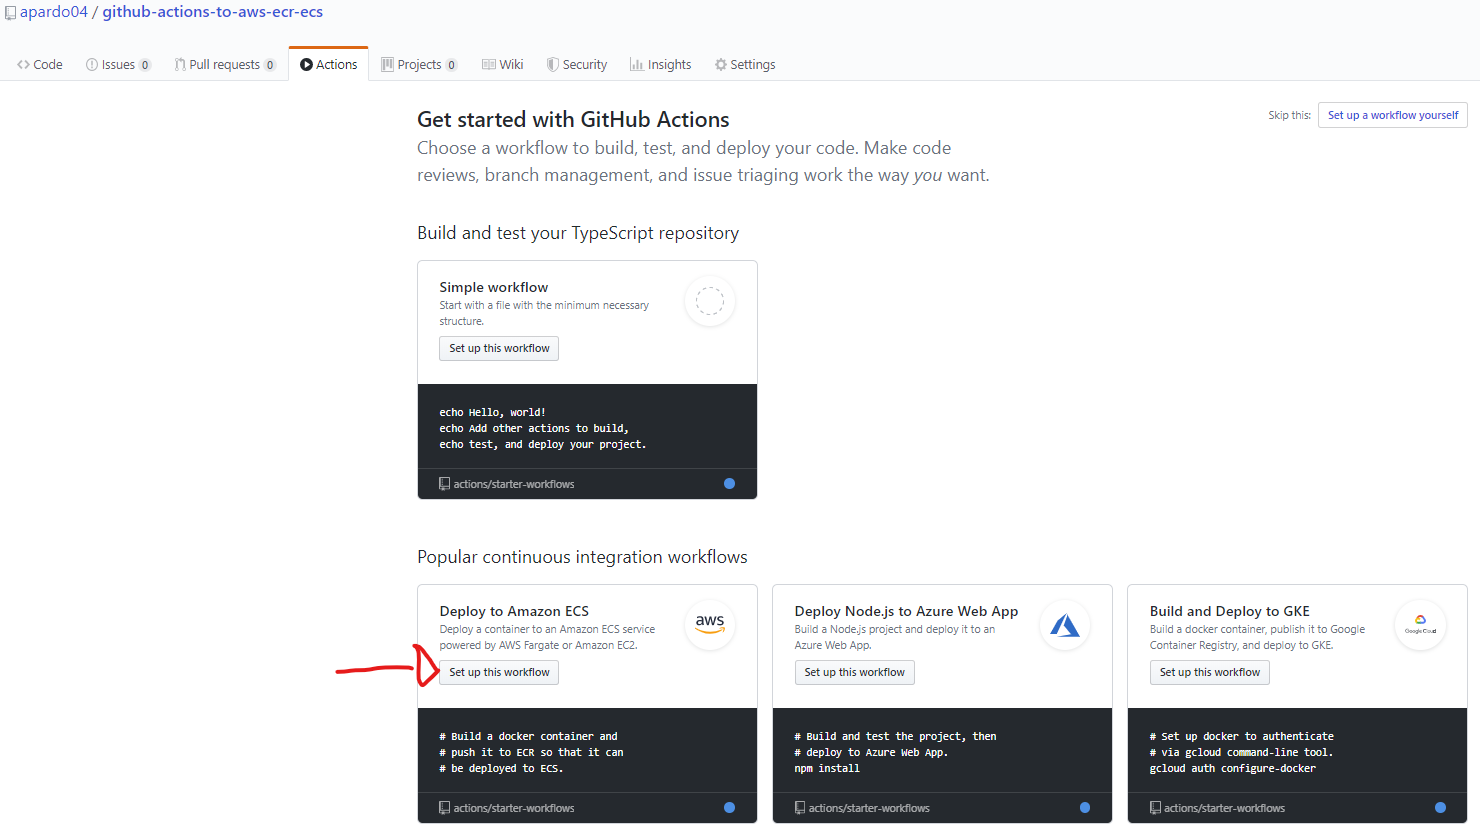 apardo04 / github-actions-to-aws-ecr-ecs
Code Issues 0 Pull requests 0 Actions Projects 0 Wiki Security Insights Settings
Get started with GitHub Actions
Skip this: Set up a workflow yourself
Choose a workflow to build, test, and deploy your code. Make code
reviews, branch management, and issue triaging work the way you want.
Build and test your TypeScript repository
Simple workflow
Start with a file with the minimum necessary
structure.
Set up this workflow
echo Hello, world!
echo Add other actions to build,
echo test, and deploy your project.
actions/starter-workflows
Popular continuous integration workflows
Deploy to Amazon ECS
aws
Deploy a container to an Amazon ECS service
powered by AWS Fargate or Amazon EC2.
Set up this workflow
# Build a docker container and
# push it to ECR so that it can
# be deployed to ECS.
actions/starter-workflows
Deploy Node.js to Azure Web App
Build a Node.js project and deploy it to an
Azure Web App.
Set up this workflow
# Build and test the project, then
# deploy to Azure Web App.
npm install
actions/starter-workflows
Build and Deploy to GKE
Google Cloud
Build a docker container, publish it to Google
Container Registry, and deploy to GKE.
Set up this workflow
# Set up docker to authenticate
# via gcloud command-line tool.
gcloud auth configure-docker
actions/starter-workflows